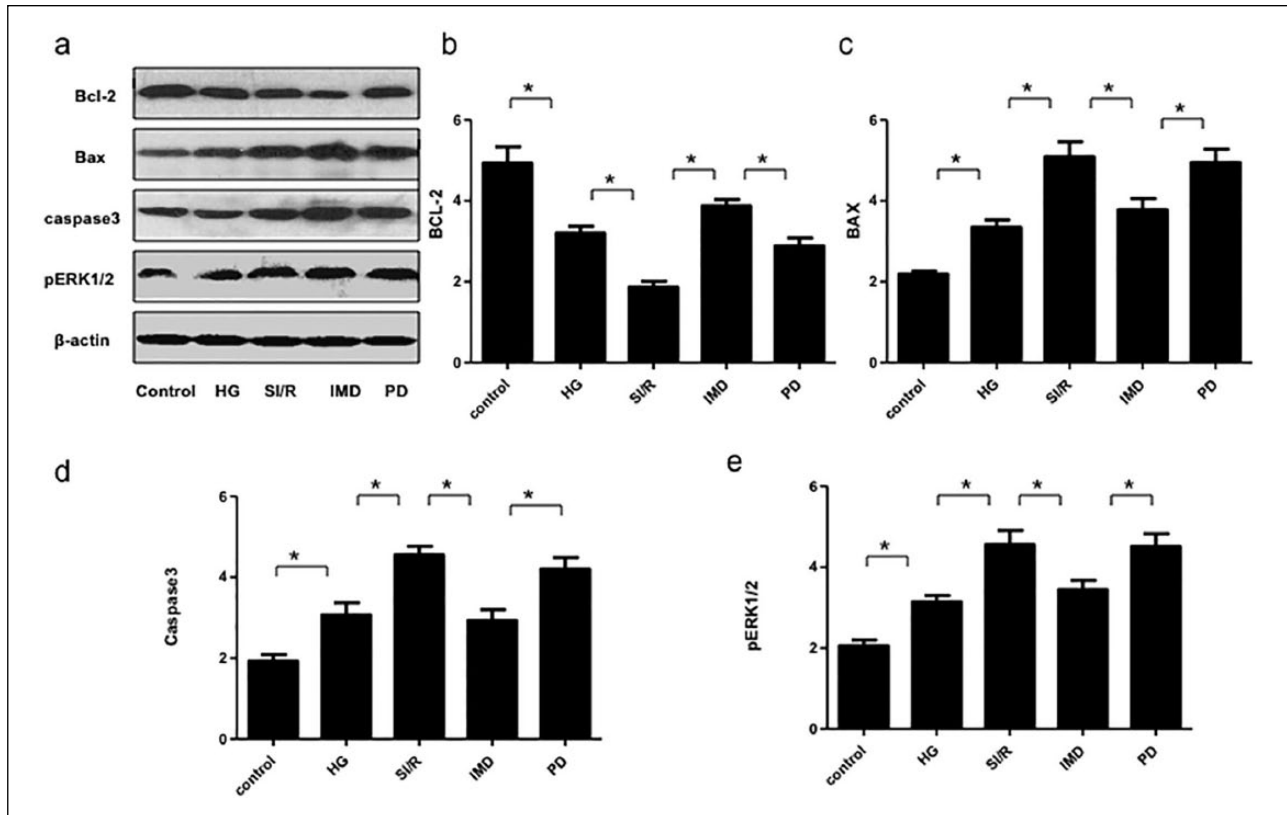 a
Bcl-2
Bax
caspase3
pERK1/2
β-actin
Control HG SI/R IMD PD
b
BCL-2
6
4
2
0
* * * *
control HG SI/R IMD PD
c
BAX
6
4
2
0
* * * *
control HG SI/R IMD PD
d
Caspase3
6
4
2
0
* * * *
control HG SI/R IMD PD
e
pERK1/2
6
4
2
0
* * * *
control HG SI/R IMD PD